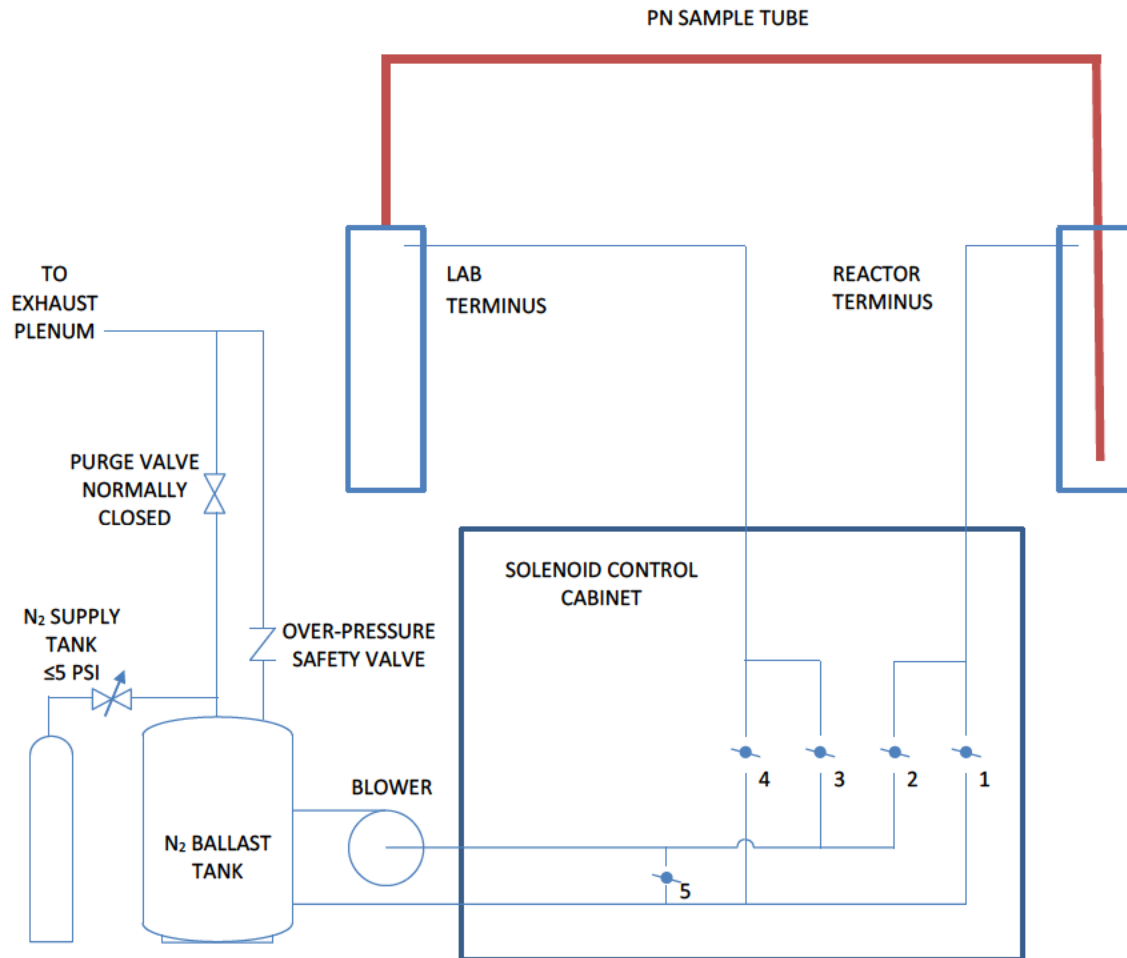 PN SAMPLE TUBE
TO
EXHAUST
PLENUM
LAB
TERMINUS
REACTOR
TERMINUS
PURGE VALVE
NORMALLY
CLOSED
SOLENOID CONTROL
CABINET
N₂ SUPPLY
TANK
≤5 PSI
OVER-PRESSURE
SAFETY VALVE
4
3
2
1
BLOWER
N₂ BALLAST
TANK
5